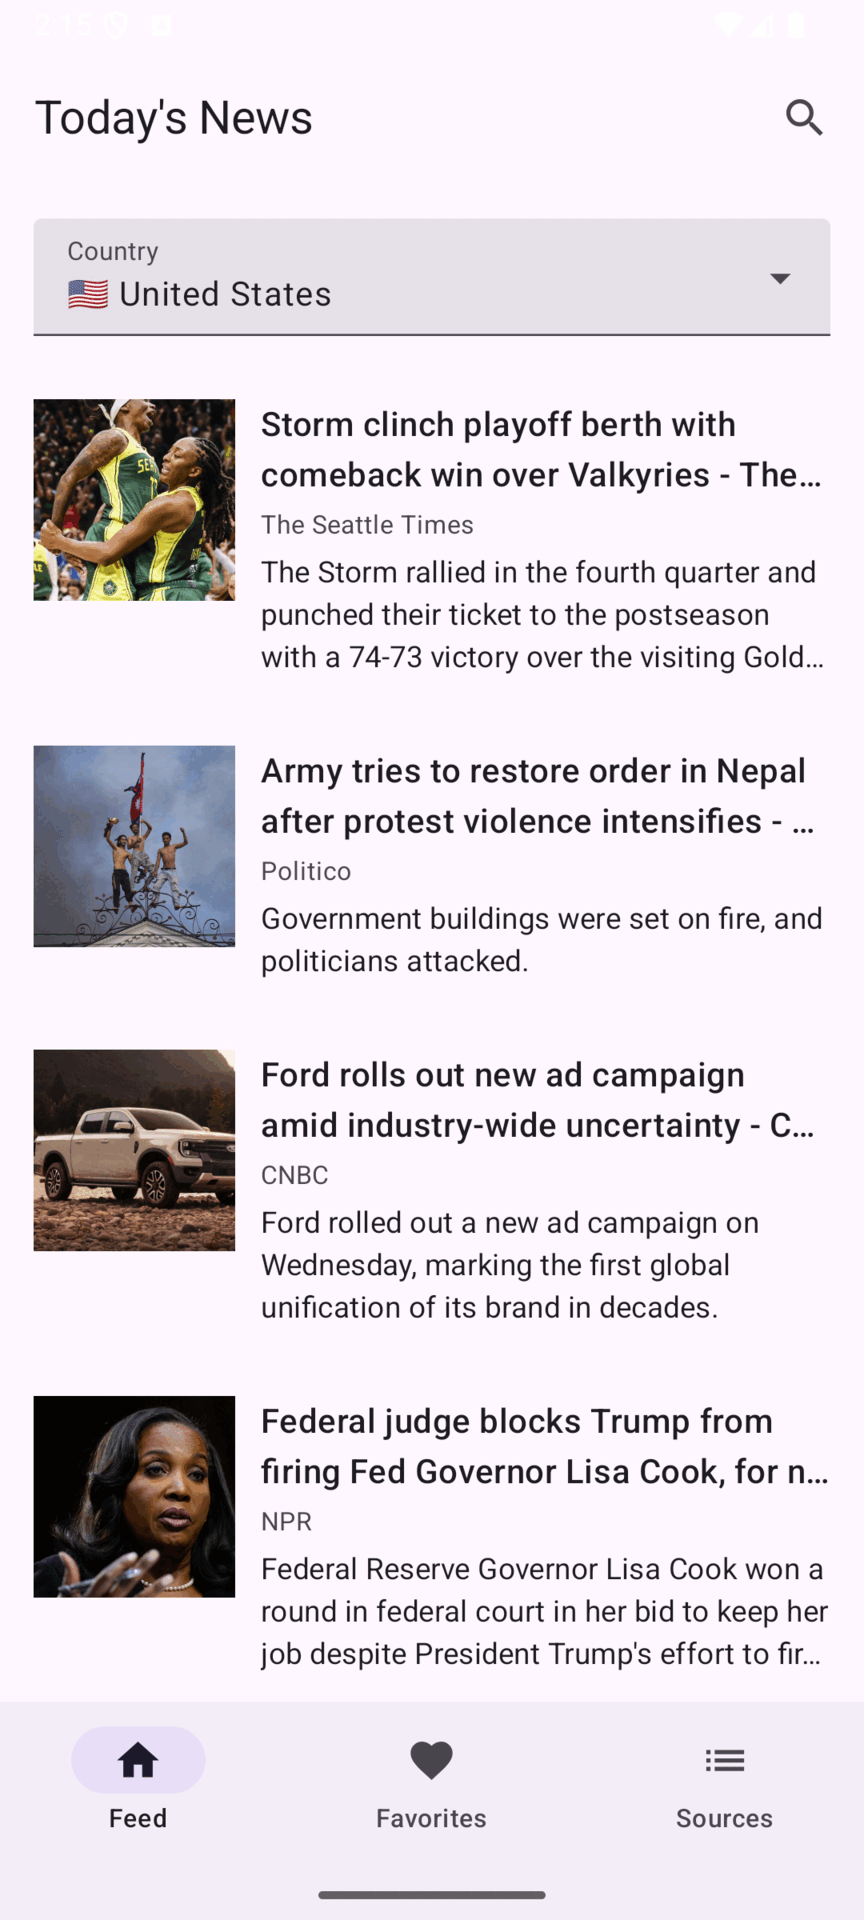 2:15
Today's News
Country
🇺🇸 United States
Storm clinch playoff berth with
comeback win over Valkyries - The…
The Seattle Times
The Storm rallied in the fourth quarter and
punched their ticket to the postseason
with a 74-73 victory over the visiting Gold…
Army tries to restore order in Nepal
after protest violence intensifies - …
Politico
Government buildings were set on fire, and
politicians attacked.
Ford rolls out new ad campaign
amid industry-wide uncertainty - C…
CNBC
Ford rolled out a new ad campaign on
Wednesday, marking the first global
unification of its brand in decades.
Federal judge blocks Trump from
firing Fed Governor Lisa Cook, for n…
NPR
Federal Reserve Governor Lisa Cook won a
round in federal court in her bid to keep her
job despite President Trump's effort to fir…
Feed
Favorites
Sources